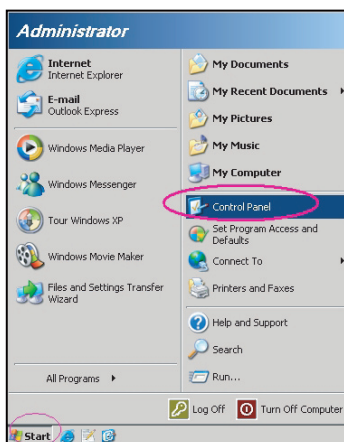 Administrator
Internet
Internet Explorer
E-mail
Outlook Express
Windows Media Player
Windows Messenger
Tour Windows XP
Windows Movie Maker
Files and Settings Transfer
Wizard
All Programs
My Documents
My Recent Documents
My Pictures
My Music
My Computer
Control Panel
Set Program Access and
Defaults
Connect To
Printers and Faxes
Help and Support
Search
Run...
Log Off
Turn Off Computer
Start